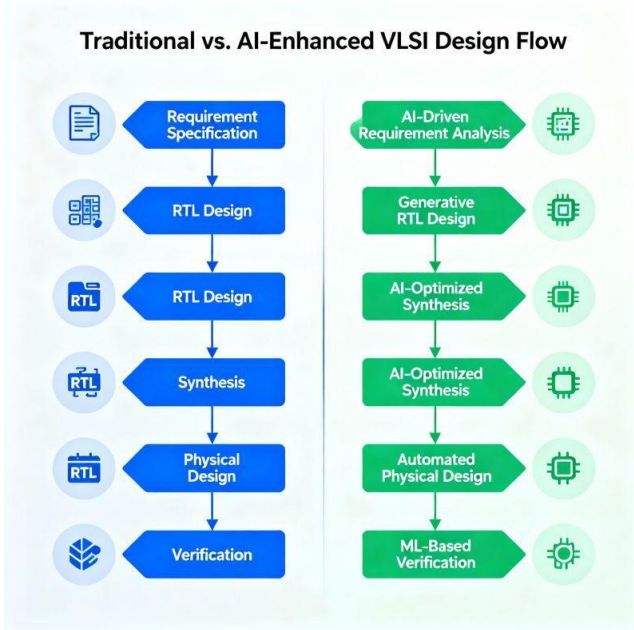 Traditional vs. AI-Enhanced VLSI Design Flow
Requirement
Specification
RTL Design
RTL
RTL Design
RTL
Synthesis
RTL
Physical
Design
Verification
AI-Driven
Requirement Analysis
Generative
RTL Design
AI-Optimized
Synthesis
AI-Optimized
Synthesis
Automated
Physical Design
ML-Based
Verification